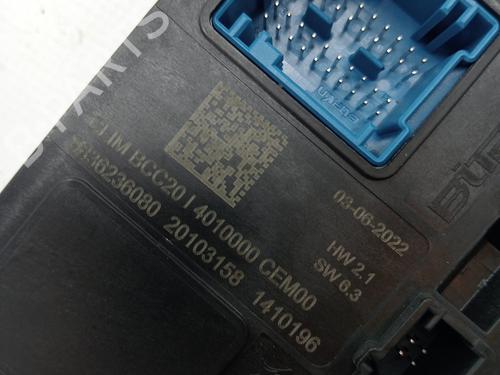 BCC20 I 4010000 CEM00
20103158 1410196
03-06-2022
HW 2.1
SW 6.3